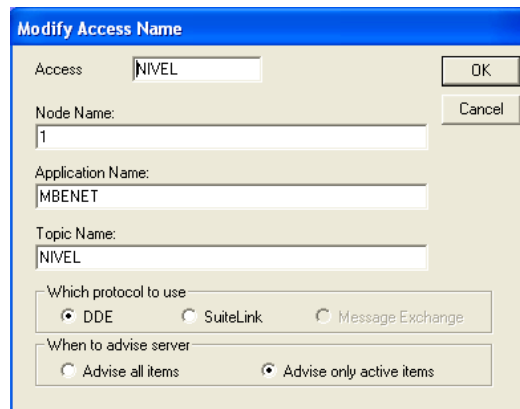 Modify Access Name
Access NIVEL OK
Node Name: Cancel
1
Application Name:
MBENET
Topic Name:
NIVEL
Which protocol to use
DDE SuiteLink Message Exchange
When to advise server
Advise all items Advise only active items